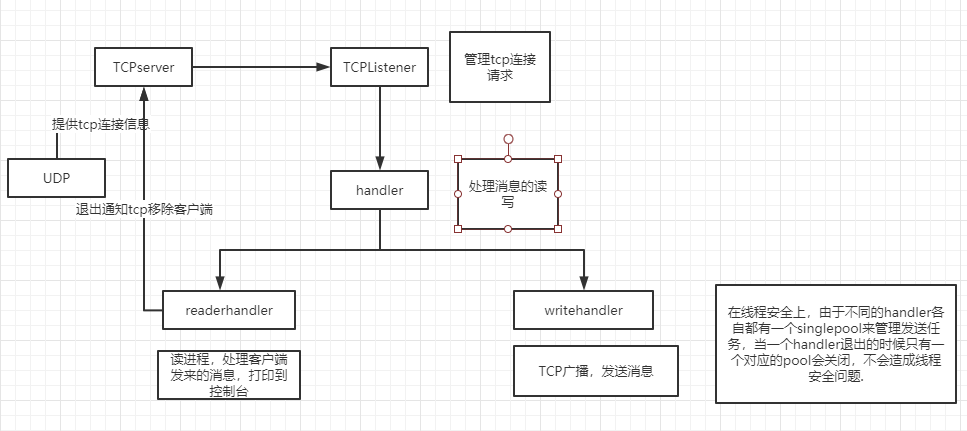 TCPserver
TCPListener
管理tcp连接
请求
提供tcp连接信息
UDP
handler
处理消息的读
写
退出通知tcp移除客户端
readerhandler
writehandler
读进程，处理客户端
发来的消息，打印到
控制台
TCP广播，发送消息
在线程安全上，由于不同的handler各
自都有一个singlepool来管理发送任
务，当一个handler退出的时候只有一
个对应的pool会关闭，不会造成线程
安全问题.